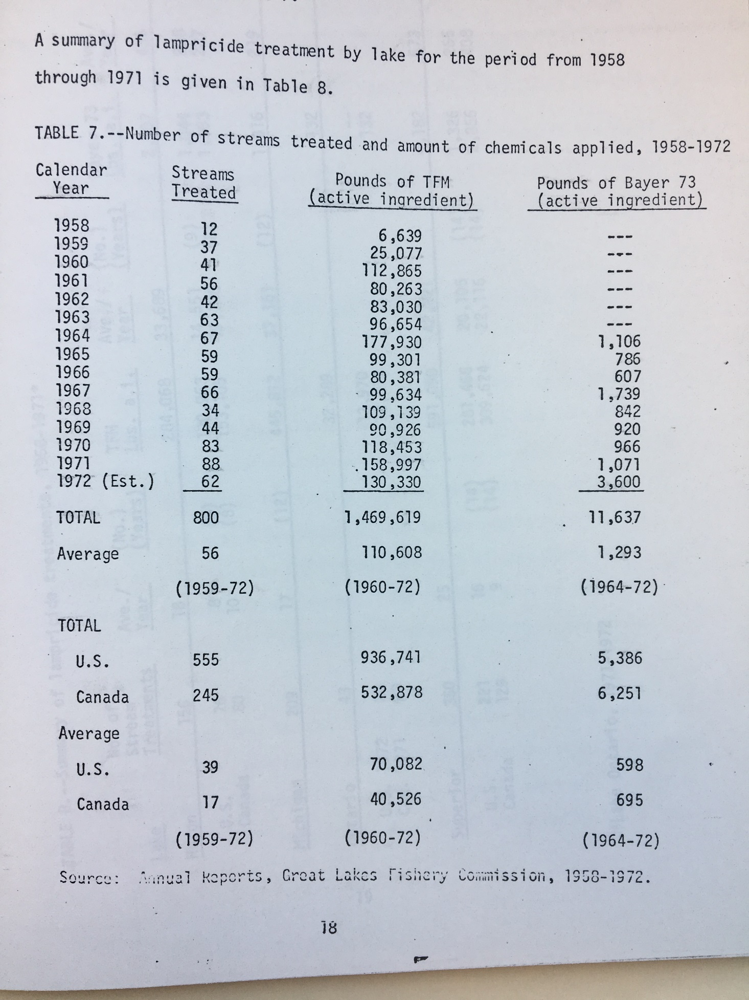 A summary of lampricide treatment by lake for the period from 1958
through 1971 is given in Table 8.
TABLE 7.--Number of streams treated and amount of chemicals applied, 1958-1972
Calendar Year Streams Treated Pounds of TFM (active ingredient) Pounds of Bayer 73 (active ingredient)
1958 12 6,639 ---
1959 37 25,077 ---
1960 41 112,865 ---
1961 56 80,263 ---
1962 42 83,030 ---
1963 63 96,654 ---
1964 67 177,930 1,106
1965 59 99,301 786
1966 59 80,381 607
1967 66 99,634 1,739
1968 34 109,139 842
1969 44 90,926 920
1970 83 118,453 966
1971 88 158,997 1,071
1972 (Est.) 62 130,330 3,600
TOTAL 800 1,469,619 11,637
Average 56 110,608 1,293
(1959-72) (1960-72) (1964-72)
TOTAL
U.S. 555 936,741 5,386
Canada 245 532,878 6,251
Average
U.S. 39 70,082 598
Canada 17 40,526 695
(1959-72) (1960-72) (1964-72)
Source: Annual Reports, Great Lakes Fishery Commission, 1958-1972.
18